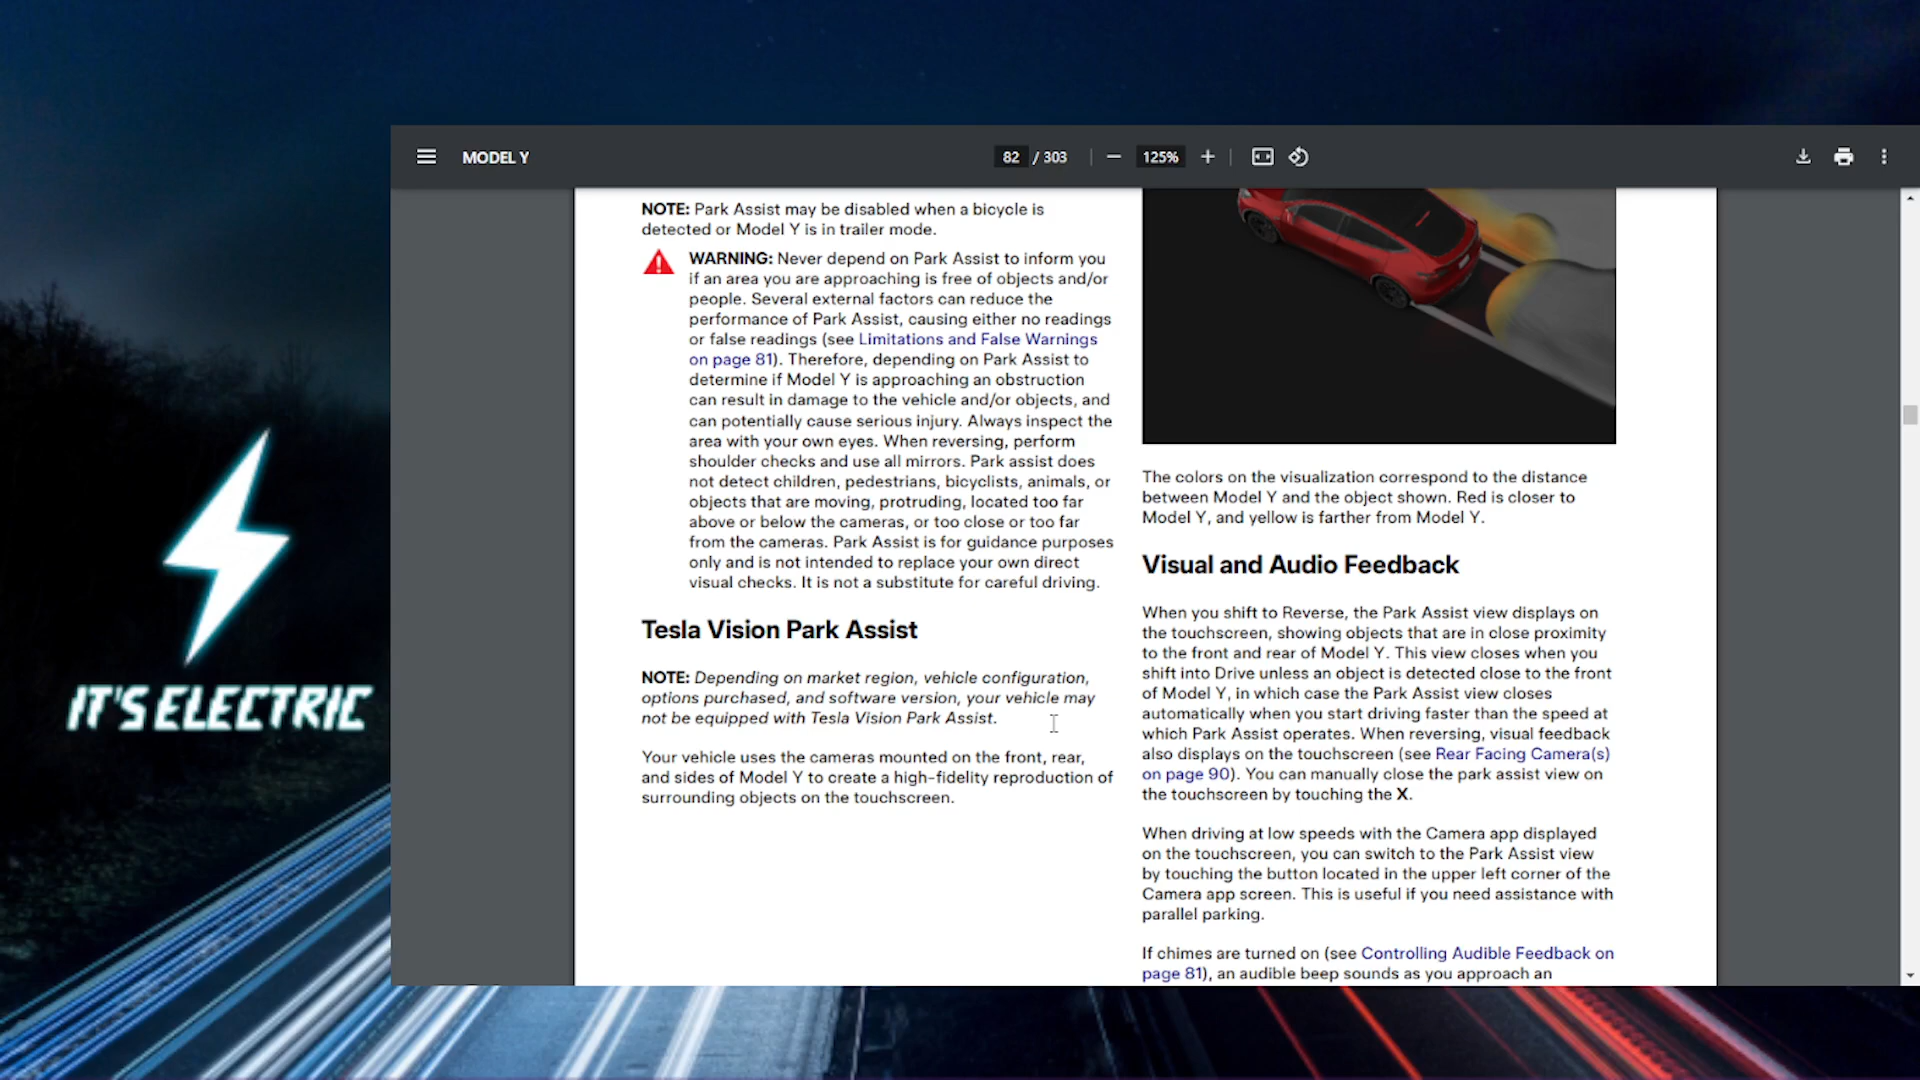 MODEL Y
82 / 303
125%
NOTE: Park Assist may be disabled when a bicycle is
detected or Model Y is in trailer mode.
WARNING: Never depend on Park Assist to inform you
if an area you are approaching is free of objects and/or
people. Several external factors can reduce the
performance of Park Assist, causing either no readings
or false readings (see Limitations and False Warnings
on page 81). Therefore, depending on Park Assist to
determine if Model Y is approaching an obstruction
can result in damage to the vehicle and/or objects, and
can potentially cause serious injury. Always inspect the
area with your own eyes. When reversing, perform
shoulder checks and use all mirrors. Park assist does
not detect children, pedestrians, bicyclists, animals, or
objects that are moving, protruding, located too far
above or below the cameras, or too close or too far
from the cameras. Park Assist is for guidance purposes
only and is not intended to replace your own direct
visual checks. It is not a substitute for careful driving.
Tesla Vision Park Assist
NOTE: Depending on market region, vehicle configuration,
options purchased, and software version, your vehicle may
not be equipped with Tesla Vision Park Assist.
Your vehicle uses the cameras mounted on the front, rear,
and sides of Model Y to create a high-fidelity reproduction of
surrounding objects on the touchscreen.
The colors on the visualization correspond to the distance
between Model Y and the object shown. Red is closer to
Model Y, and yellow is farther from Model Y.
Visual and Audio Feedback
When you shift to Reverse, the Park Assist view displays on
the touchscreen, showing objects that are in close proximity
to the front and rear of Model Y. This view closes when you
shift into Drive unless an object is detected close to the front
of Model Y, in which case the Park Assist view closes
automatically when you start driving faster than the speed at
which Park Assist operates. When reversing, visual feedback
also displays on the touchscreen (see Rear Facing Camera(s)
on page 90). You can manually close the park assist view on
the touchscreen by touching the X.
When driving at low speeds with the Camera app displayed
on the touchscreen, you can switch to the Park Assist view
by touching the button located in the upper left corner of the
Camera app screen. This is useful if you need assistance with
parallel parking.
If chimes are turned on (see Controlling Audible Feedback on
page 81), an audible beep sounds as you approach an
IT'S ELECTRIC